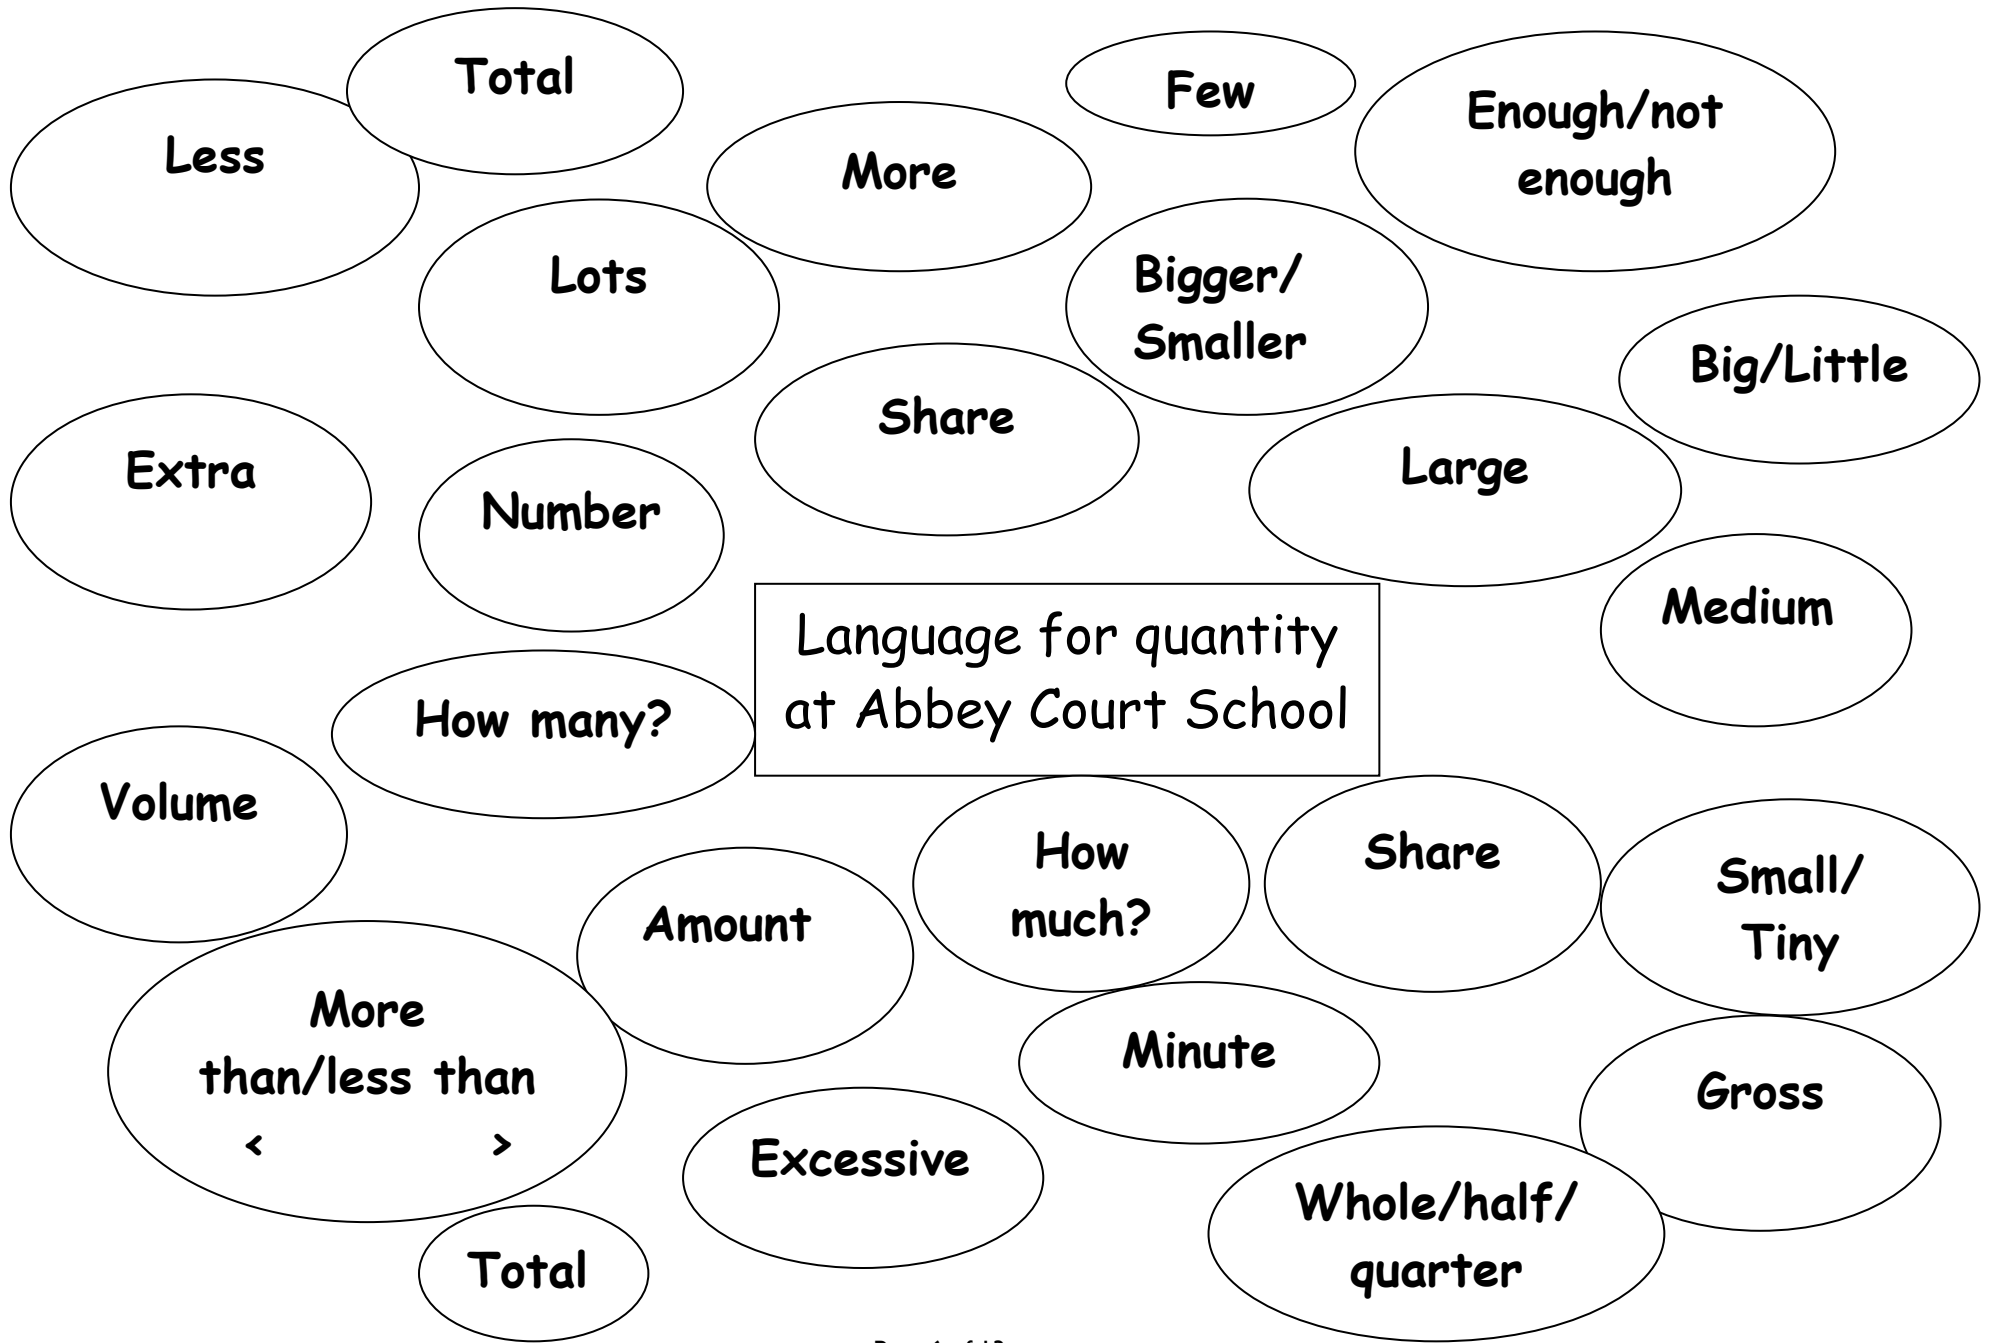 Total
Few
Enough/not
enough
Less
More
Lots
Bigger/
Smaller
Big/Little
Share
Extra
Large
Number
Medium
Language for quantity
at Abbey Court School
How many?
Volume
How
much?
Share
Small/
Tiny
Amount
More
than/less than
< >
Minute
Gross
Excessive
Whole/half/
quarter
Total